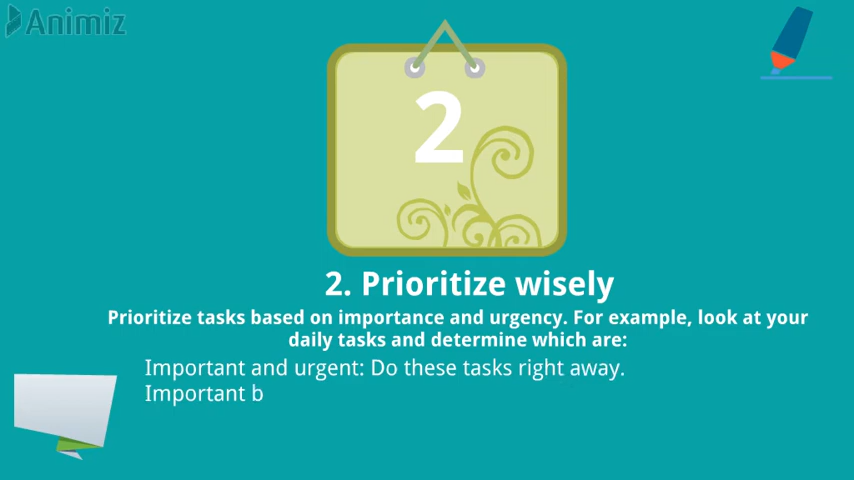 Animiz
2
2. Prioritize wisely
Prioritize tasks based on importance and urgency. For example, look at your
daily tasks and determine which are:
Important and urgent: Do these tasks right away.
Important b